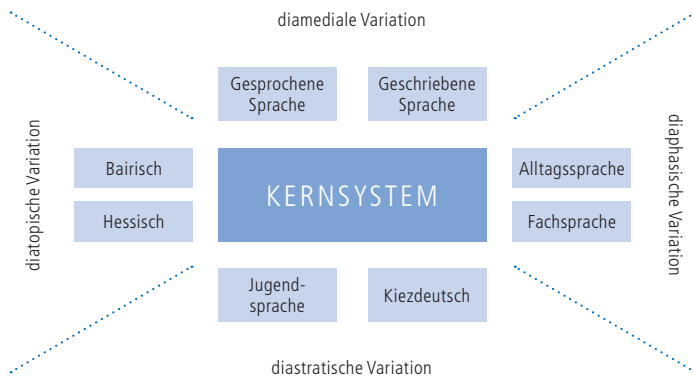 diamediale Variation
Gesprochene
Sprache
Geschriebene
Sprache
diatopische Variation
Bairisch
Hessisch
KERNSYSTEM
Alltagssprache
Fachsprache
diaphasische Variation
Jugend-
sprache
Kiezdeutsch
diastratische Variation